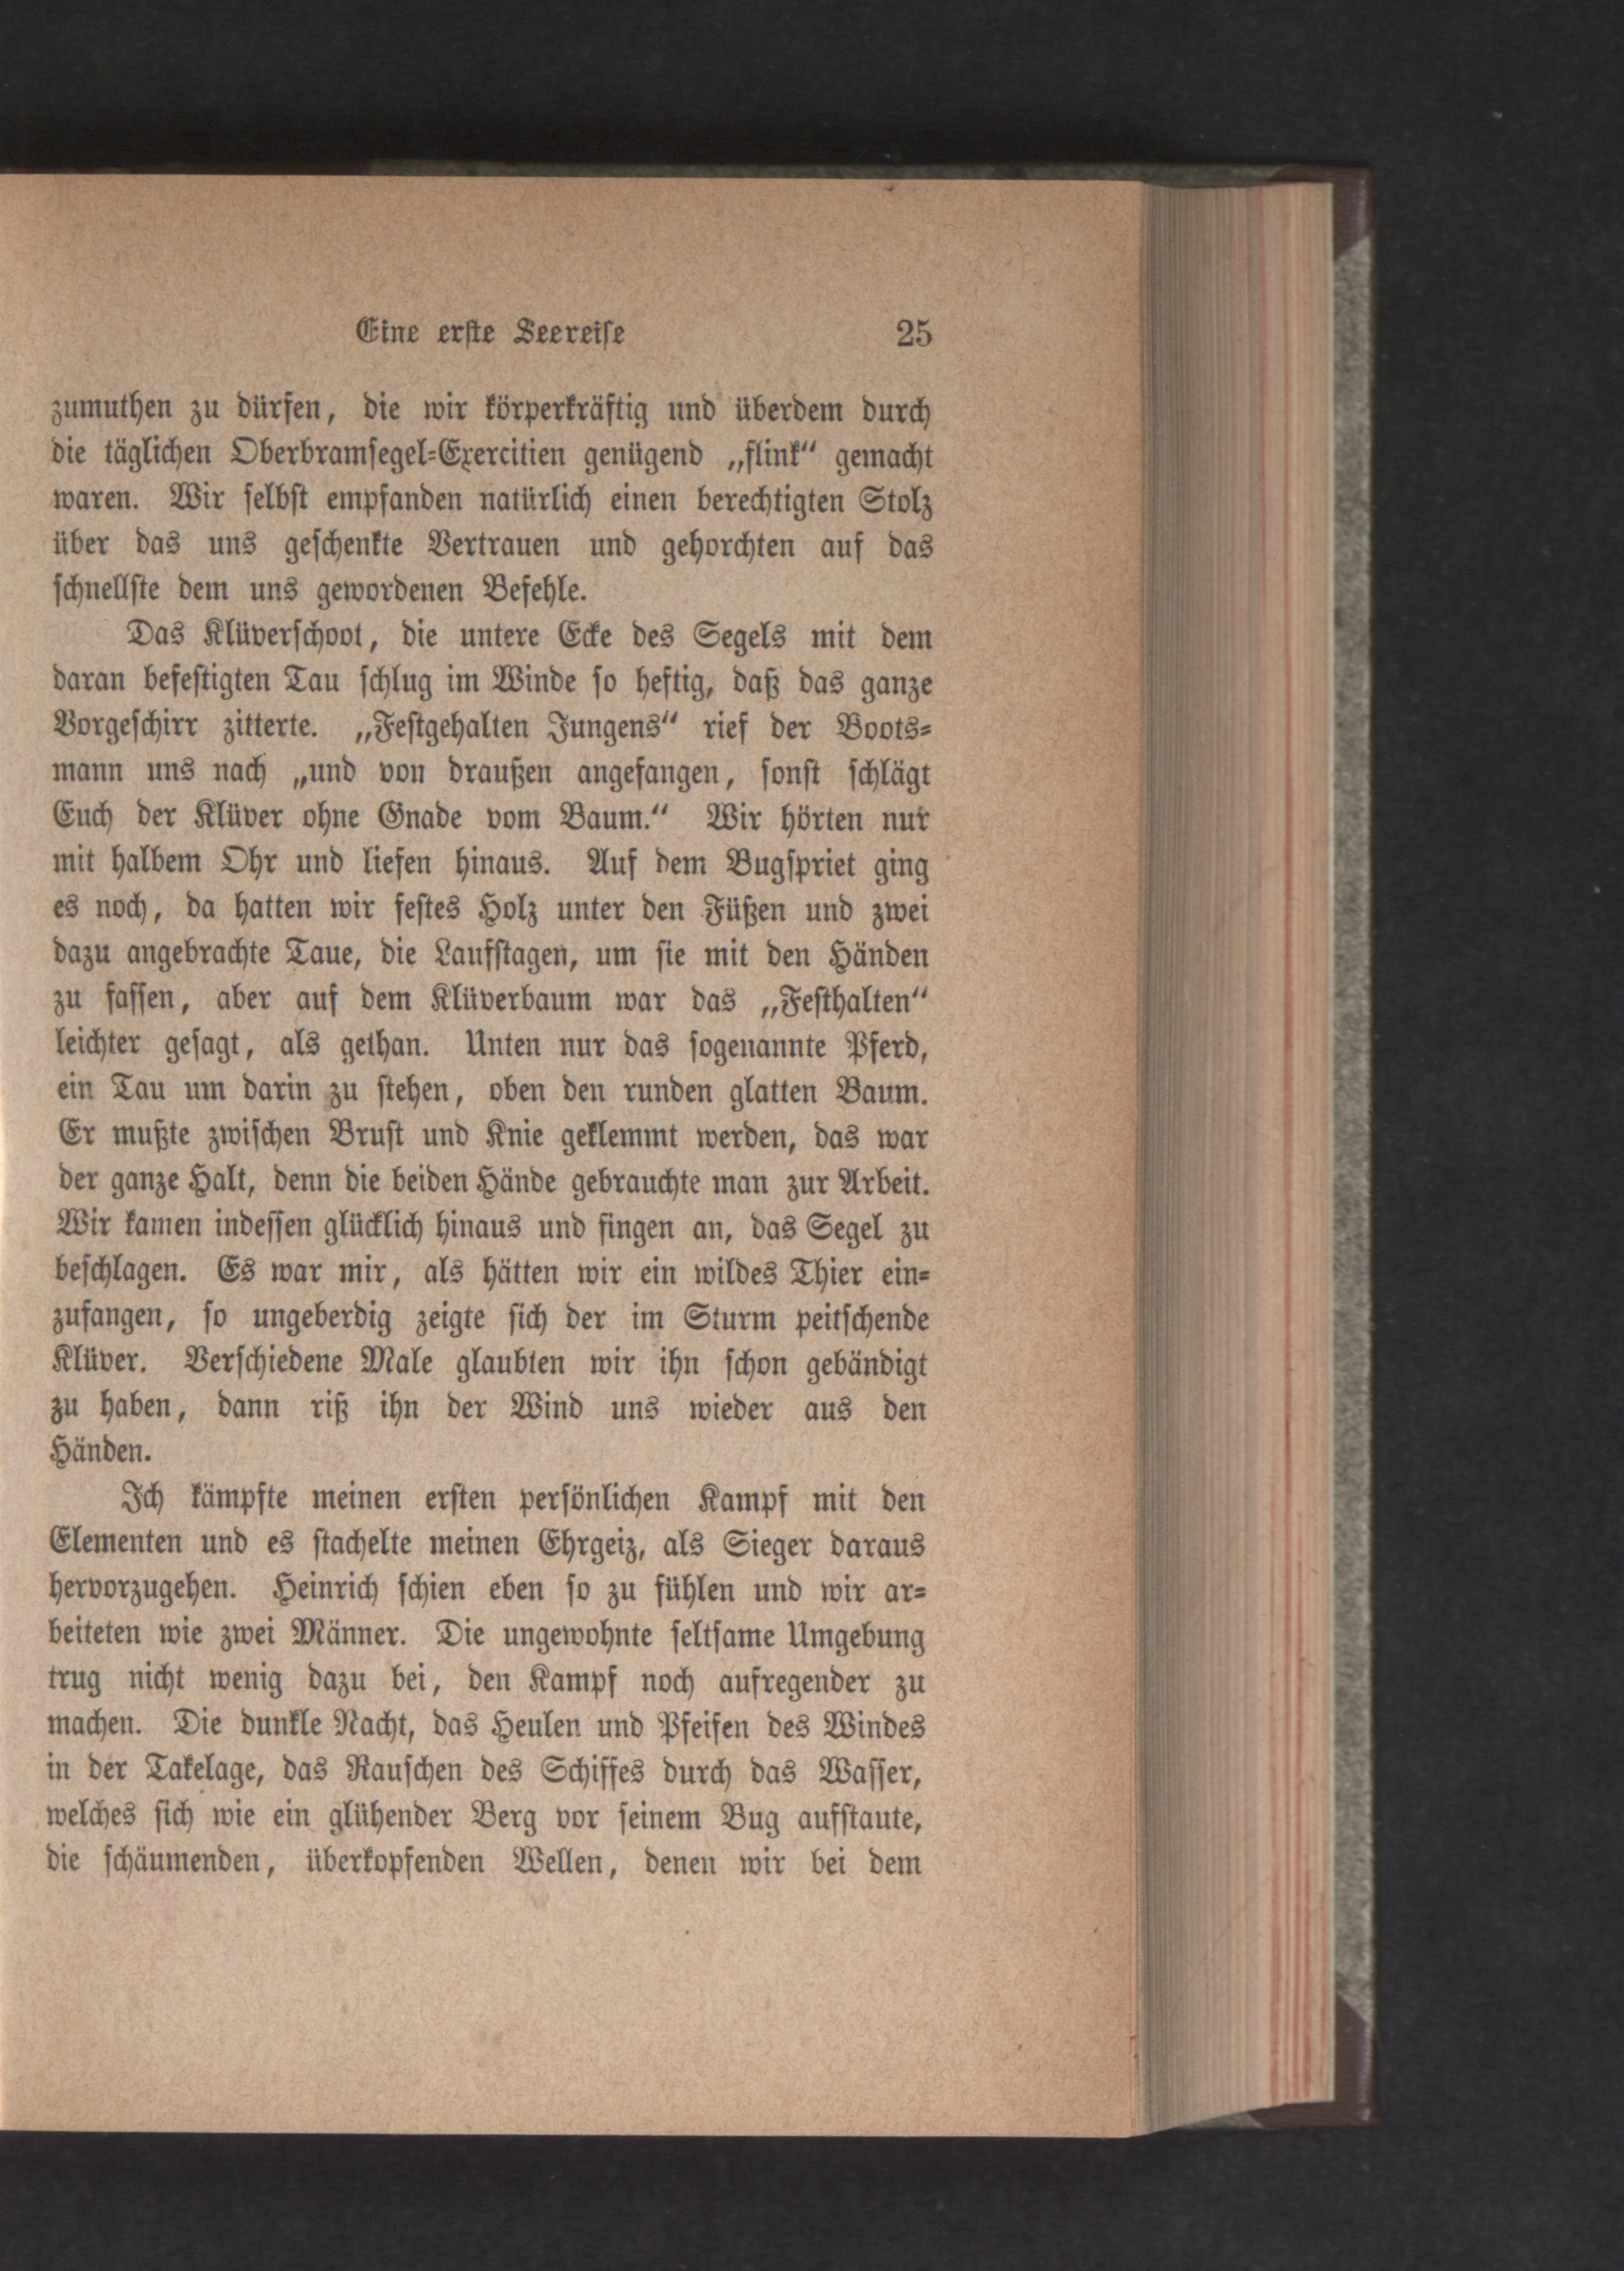 Eine erste Seereise 25
zumuthen zu dürfen, die wir körperkräftig und überdem durch
die täglichen Oberbramsegel-Exercitien genügend „flink“ gemacht
waren. Wir selbst empfanden natürlich einen berechtigten Stolz
über das uns geschenkte Vertrauen und gehorchten auf das
schnellste dem uns gewordenen Befehle.
Das Klüverschoot, die untere Ecke des Segels mit dem
daran befestigten Tau schlug im Winde so heftig, daß das ganze
Vorgeschirr zitterte. „Festgehalten Jungens“ rief der Boots-
mann uns nach „und von draußen angefangen, sonst schlägt
Euch der Klüver ohne Gnade vom Baum.“ Wir hörten nur
mit halbem Ohr und liefen hinaus. Auf dem Bugspriet ging
es noch, da hatten wir festes Holz unter den Füßen und zwei
dazu angebrachte Taue, die Laufstagen, um sie mit den Händen
zu fassen, aber auf dem Klüverbaum war das „Festhalten“
leichter gesagt, als gethan. Unten nur das sogenannte Pferd,
ein Tau um darin zu stehen, oben den runden glatten Baum.
Er mußte zwischen Brust und Knie geklemmt werden, das war
der ganze Halt, denn die beiden Hände gebrauchte man zur Arbeit.
Wir kamen indessen glücklich hinaus und fingen an, das Segel zu
beschlagen. Es war mir, als hätten wir ein wildes Thier ein-
zufangen, so ungeberdig zeigte sich der im Sturm peitschende
Klüver. Verschiedene Male glaubten wir ihn schon gebändigt
zu haben, dann riß ihn der Wind uns wieder aus den
Händen.
Ich kämpfte meinen ersten persönlichen Kampf mit den
Elementen und es stachelte meinen Ehrgeiz, als Sieger daraus
hervorzugehen. Heinrich schien eben so zu fühlen und wir ar-
beiteten wie zwei Männer. Die ungewohnte seltsame Umgebung
trug nicht wenig dazu bei, den Kampf noch aufregender zu
machen. Die dunkle Nacht, das Heulen und Pfeifen des Windes
in der Takelage, das Rauschen des Schiffes durch das Wasser,
welches sich wie ein glühender Berg vor seinem Bug aufstaute,
die schäumenden, überkopfenden Wellen, denen wir bei dem